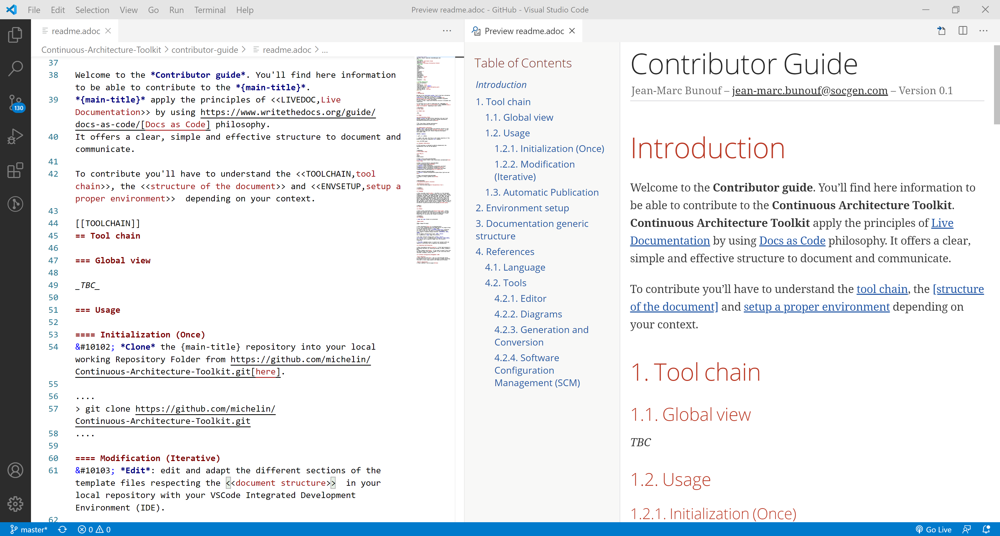 File Edit Selection View Go Run Terminal Help
Preview readme.adoc - GitHub - Visual Studio Code
readme.adoc
Continuous-Architecture-Toolkit > contributor-guide > readme.adoc > ...
37
38 Welcome to the *Contributor guide*. You'll find here information
to be able to contribute to the *{main-title}*.
39 *{main-title}* apply the principles of <<LIVEDOC,Live
Documentation>> by using https://www.writethedocs.org/guide/
docs-as-code/[Docs as Code] philosophy.
40 It offers a clear, simple and effective structure to document and
communicate.
41
42 To contribute you'll have to understand the <<TOOLCHAIN,tool
chain>>, the <<structure of the document>> and <<ENVSETUP,setup a
proper environment>>  depending on your context.
43
44 [[TOOLCHAIN]]
45 == Tool chain
46
47 === Global view
48
49 _TBC_
50
51 === Usage
52
53 ==== Initialization (Once)
54 &#10102; *Clone* the {main-title} repository into your local
working Repository Folder from https://github.com/michelin/
Continuous-Architecture-Toolkit.git[here].
55
56 ....
57 > git clone https://github.com/michelin/
Continuous-Architecture-Toolkit.git
58 ....
59
60 ==== Modification (Iterative)
61 &#10103; *Edit*: edit and adapt the different sections of the
template files respecting the <<document structure>>  in your
local repository with your VSCode Integrated Development
Environment (IDE).
62
130
Preview readme.adoc
Table of Contents
Introduction
1. Tool chain
1.1. Global view
1.2. Usage
1.2.1. Initialization (Once)
1.2.2. Modification
(Iterative)
1.3. Automatic Publication
2. Environment setup
3. Documentation generic
structure
4. References
4.1. Language
4.2. Tools
4.2.1. Editor
4.2.2. Diagrams
4.2.3. Generation and
Conversion
4.2.4. Software
Configuration
Management (SCM)
Contributor Guide
Jean-Marc Bunouf – jean-marc.bunouf@socgen.com – Version 0.1
Introduction
Welcome to the Contributor guide. You’ll find here information to
be able to contribute to the Continuous Architecture Toolkit.
Continuous Architecture Toolkit apply the principles of Live
Documentation by using Docs as Code philosophy. It offers a clear,
simple and effective structure to document and communicate.
To contribute you’ll have to understand the tool chain, the [structure
of the document] and setup a proper environment depending on
your context.
1. Tool chain
1.1. Global view
TBC
1.2. Usage
1.2.1. Initialization (Once)
master* 0 0
Go Live